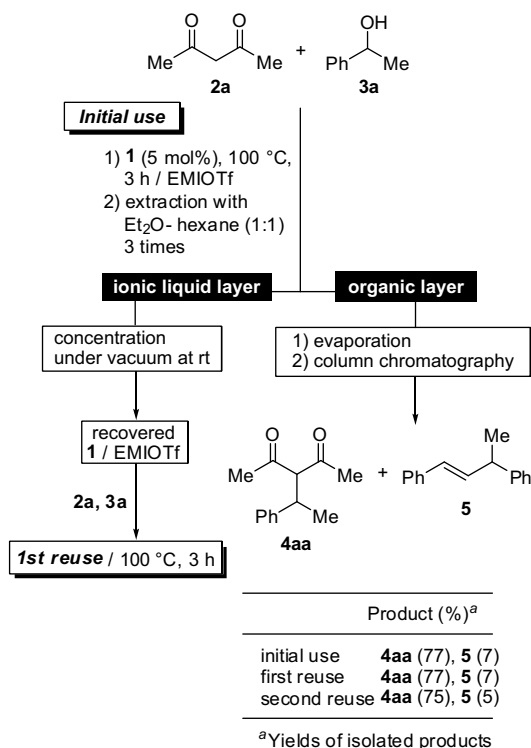 O O
Me Me
2a
+
OH
Ph Me
3a
Initial use
1) 1 (5 mol%), 100 °C,
3 h / EMIOTf
2) extraction with
Et2O- hexane (1:1)
3 times
ionic liquid layer
organic layer
concentration
under vacuum at rt
1) evaporation
2) column chromatography
recovered
1 / EMIOTf
2a, 3a
1st reuse / 100 °C, 3 h
O O
Me Me
Ph Me
4aa
+
Me
Ph Ph
5
Product (%)a
initial use 4aa (77), 5 (7)
first reuse 4aa (77), 5 (7)
second reuse 4aa (75), 5 (5)
aYields of isolated products